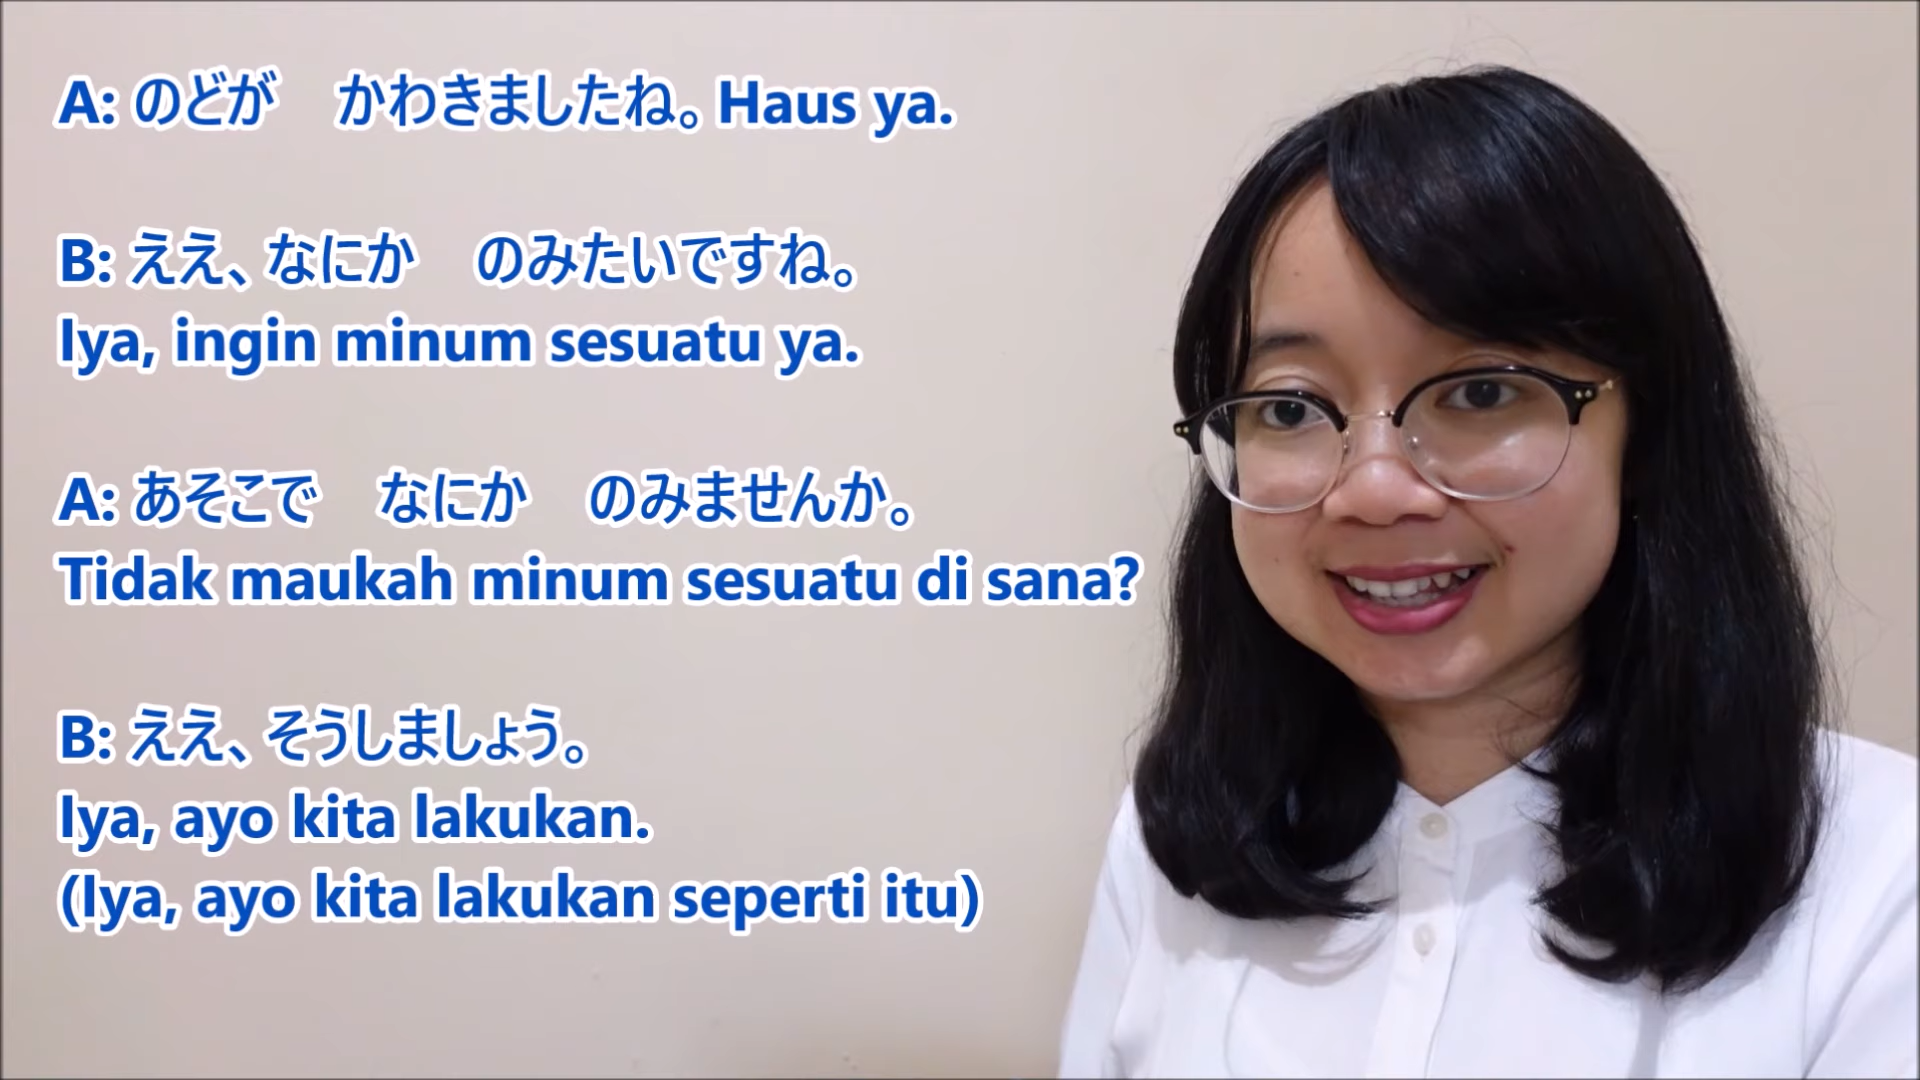 A: のどが　かわきましたね。Haus ya.
B: ええ、なにか　のみたいですね。
Iya, ingin minum sesuatu ya.
A: あそこで　なにか　のみませんか。
Tidak maukah minum sesuatu di sana?
B: ええ、そうしましょう。
Iya, ayo kita lakukan.
(Iya, ayo kita lakukan seperti itu)